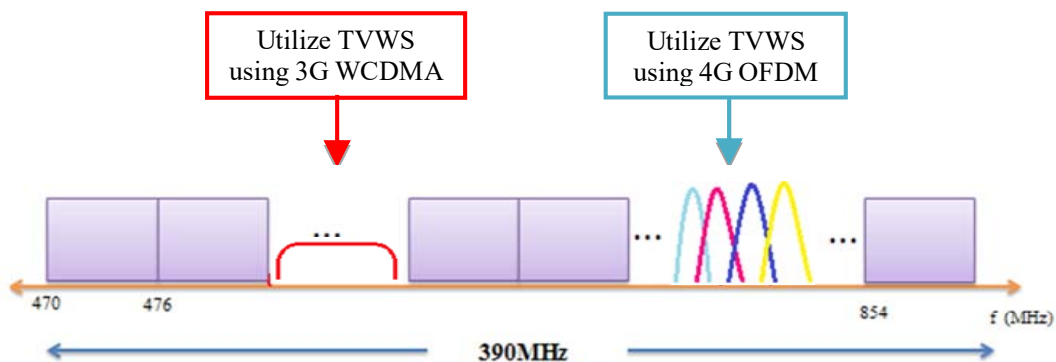 Utilize TVWS
using 3G WCDMA
Utilize TVWS
using 4G OFDM
...
...
...
470
476
854
f (MHz)
390MHz